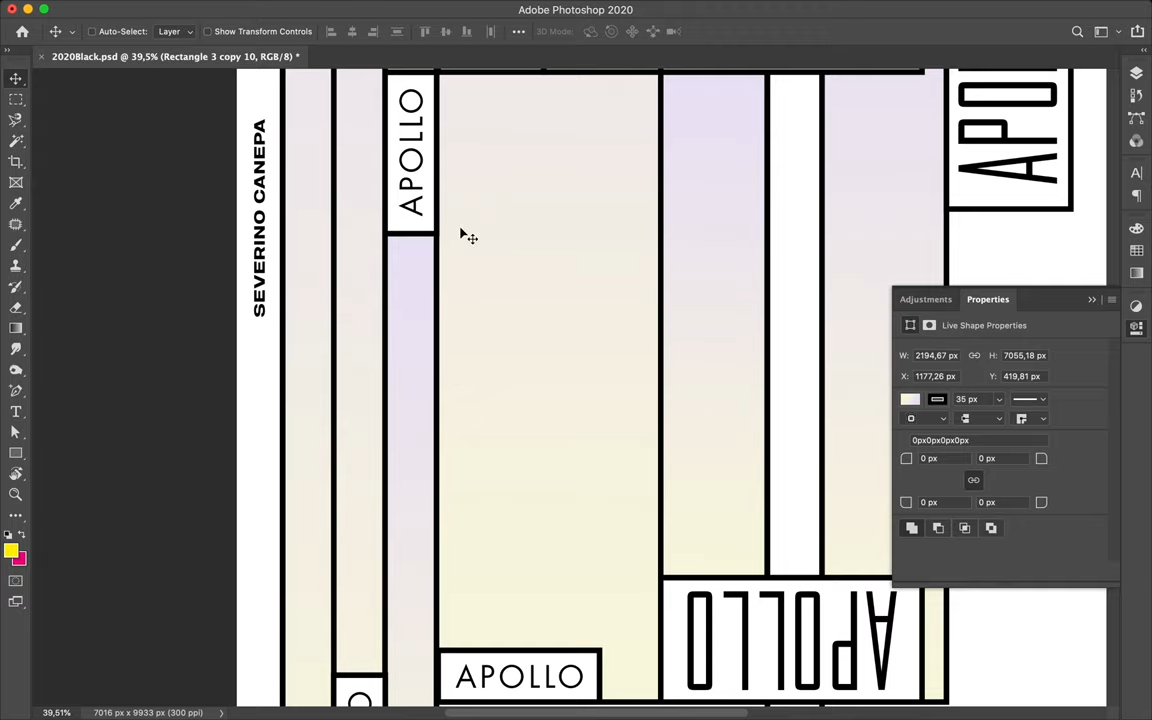 Adobe Photoshop 2020
Auto-Select:
Layer
Show Transform Controls
3D Mode:
2020Black.psd @ 39,5% (Rectangle 3 copy 10, RGB/8) *
SEVERINO CANEPA
APOLLO
APOL
Adjustments
Properties
Live Shape Properties
W: 2194,67 px
H: 7055,18 px
X: 1177,26 px
Y: 419,81 px
35 px
0px0px0px0px
0 px
0 px
0 px
0 px
APOLLO
APOLLO
O
39,51%
7016 px x 9933 px (300 ppi)